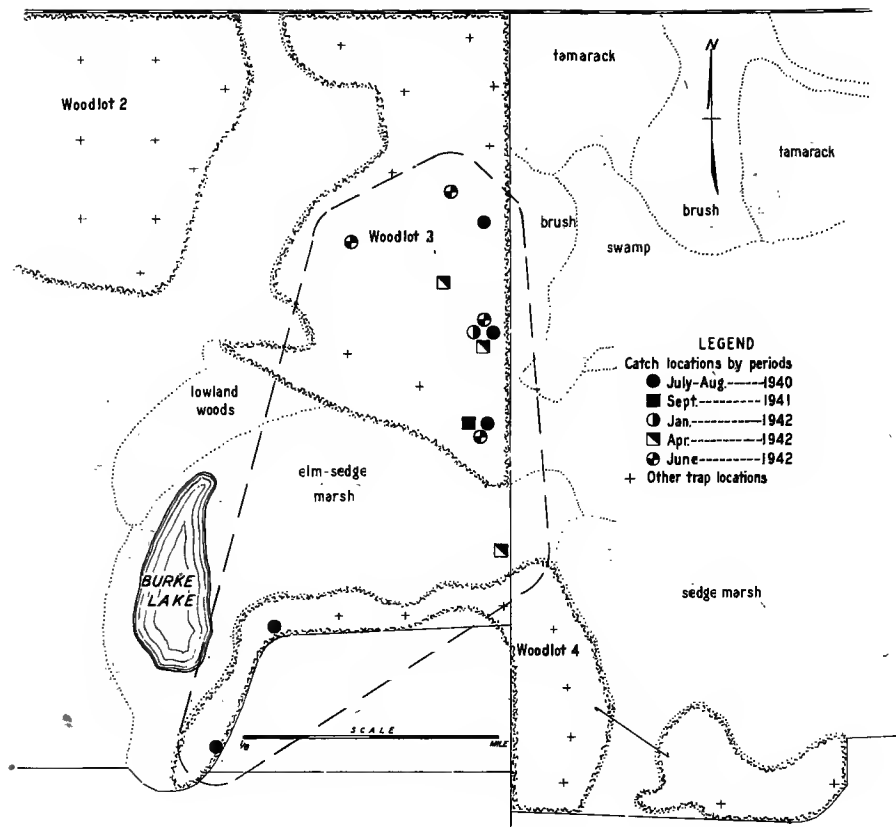 tamarack
N
Woodlot 2
tamarack
brush
brush
Woodlot 3
swamp
LEGEND
Catch locations by periods
July-Aug.------1940
Sept.----------1941
Jan.-----------1942
Apr.-----------1942
June----------1942
+ Other trap locations
lowland
woods
elm-sedge
marsh
BURKE
LAKE
sedge marsh
Woodlot 4
SCALE
1/8
MILE